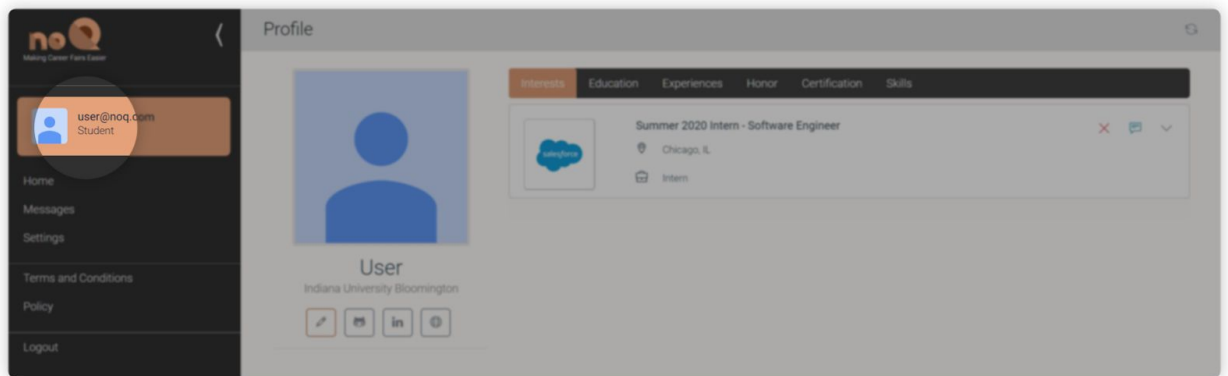 noQ
Making Career Fairs Easier
Profile
user@noq.com
Student
Home
Messages
Settings
Terms and Conditions
Policy
Logout
User
Indiana University Bloomington
in
Interests Education Experiences Honor Certification Skills
salesforce
Summer 2020 Intern - Software Engineer
Chicago, IL
Intern